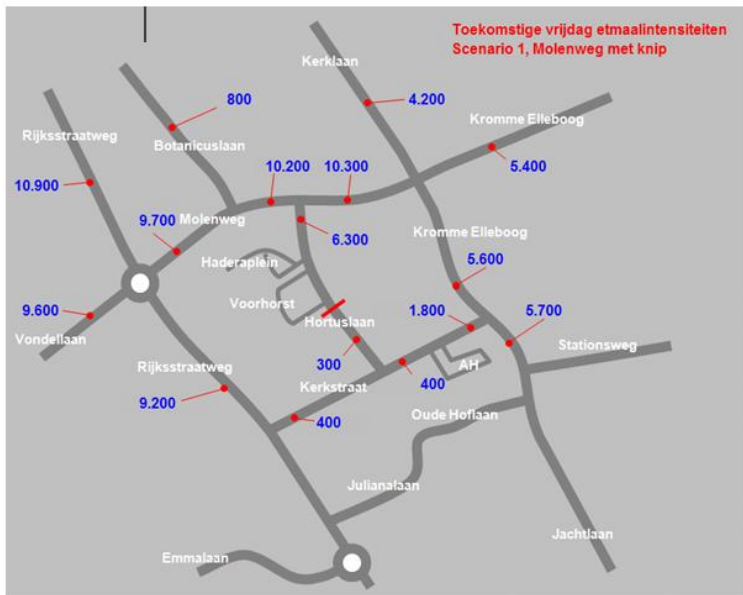 Toekomstige vrijdag etmaalintensiteiten
Scenario 1, Molenweg met knip
Kerklaan
800
4.200
Kromme Elleboog
Rijksstraatweg
Botanicuslaan
5.400
10.900
10.200
10.300
Molenweg
9.700
6.300
Kromme Elleboog
Haderaplein
5.600
Voorhorst
9.600
Hortuslaan
1.800
5.700
Vondellaan
Stationsweg
Rijksstraatweg
300
AH
Kerkstraat
400
9.200
Oude Hoflaan
400
Julianalaan
Jachtlaan
Emmalaan